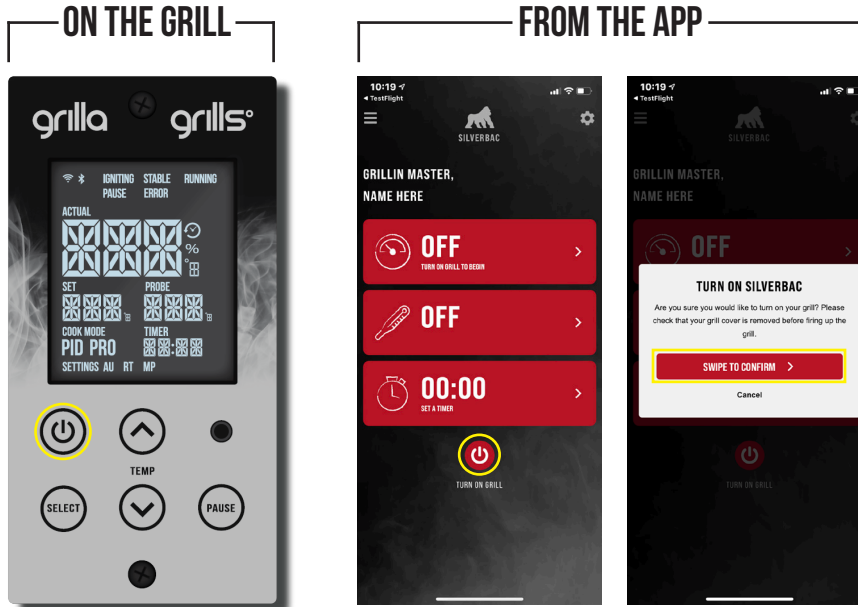 ON THE GRILL
FROM THE APP
grilla grills
IGNITING STABLE RUNNING
PAUSE ERROR
ACTUAL
%
SET PROBE
COOK MODE TIMER
PID PRO
SETTINGS AU RT MP
TEMP
SELECT
PAUSE
10:19
TestFlight
SILVERBAC
GRILLIN MASTER,
NAME HERE
OFF
TURN ON GRILL TO BEGIN
OFF
00:00
SET A TIMER
TURN ON GRILL
10:19
TestFlight
SILVERBAC
GRILLIN MASTER,
NAME HERE
OFF
TURN ON SILVERBAC
Are you sure you would like to turn on your grill? Please
check that your grill cover is removed before firing up the
grill.
SWIPE TO CONFIRM
Cancel
TURN ON GRILL